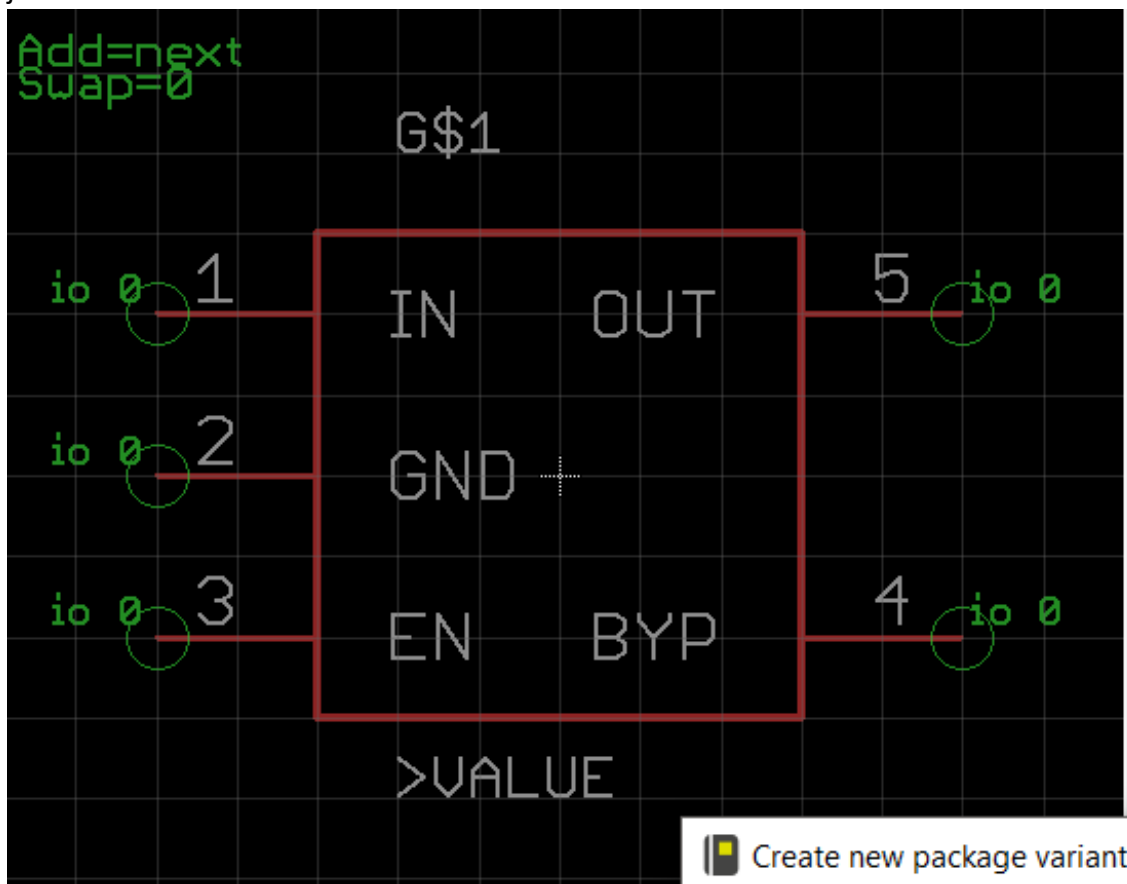 Add=next
Swap=0
G$1
io 0 1 IN OUT 5 io 0
io 0 2 GND
io 0 3 EN BYP 4 io 0
>VALUE
Create new package variant